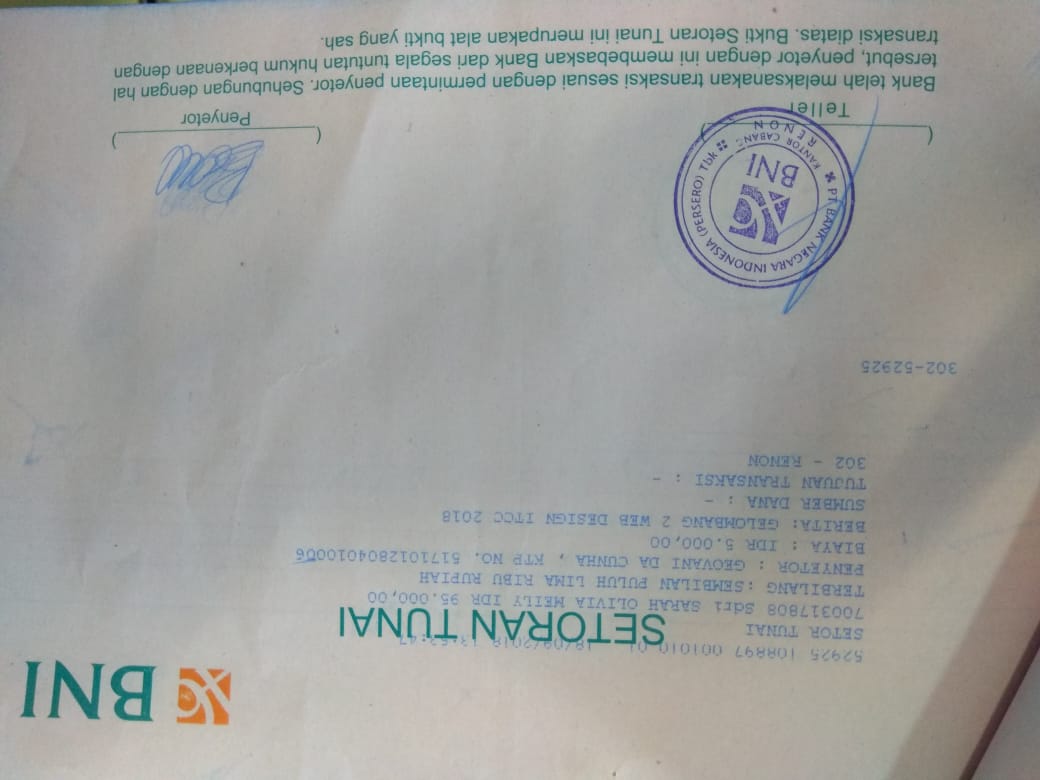 BNI
52925 108897 001010 01 18/09/2018 13:53:47
SETORAN TUNAI
SETOR TUNAI
700317808 Sdri SARAH OLIVIA MEILY IDR 95.000,00
TERBILANG :SEMBILAN PULUH LIMA RIBU RUPIAH
PENYETOR : GEOVANI DA CUNHA , KTP NO. 5171012804010006
BIAYA : IDR 5.000,00
BERITA: GELOMBANG 2 WEB DESIGN ITCC 2018
SUMBER DANA : -
TUJUAN TRANSAKSI : -
302 - RENON
302-52925
PT BANK NEGARA INDONESIA (PERSERO) Tbk
BNI
KANTOR CABANG
RENON
(                    )
Teller
(                    )
Penyetor
Bank telah melaksanakan transaksi sesuai dengan permintaan penyetor. Sehubungan dengan hal
tersebut, penyetor dengan ini membebaskan Bank dari segala tuntutan hukum berkenaan dengan
transaksi diatas. Bukti Setoran Tunai ini merupakan alat bukti yang sah.